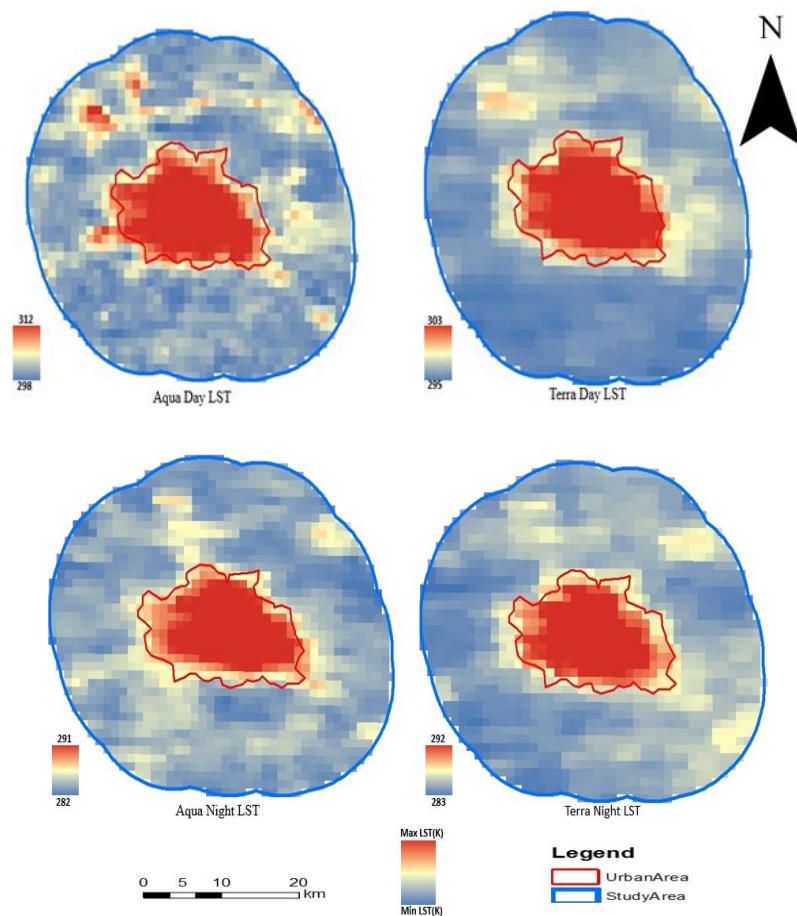 N
312
298
Aqua Day LST
303
295
Terra Day LST
291
282
Aqua Night LST
292
283
Terra Night LST
Max LST(K)
Min LST(K)
0 5 10 20
km
Legend
UrbanArea
StudyArea